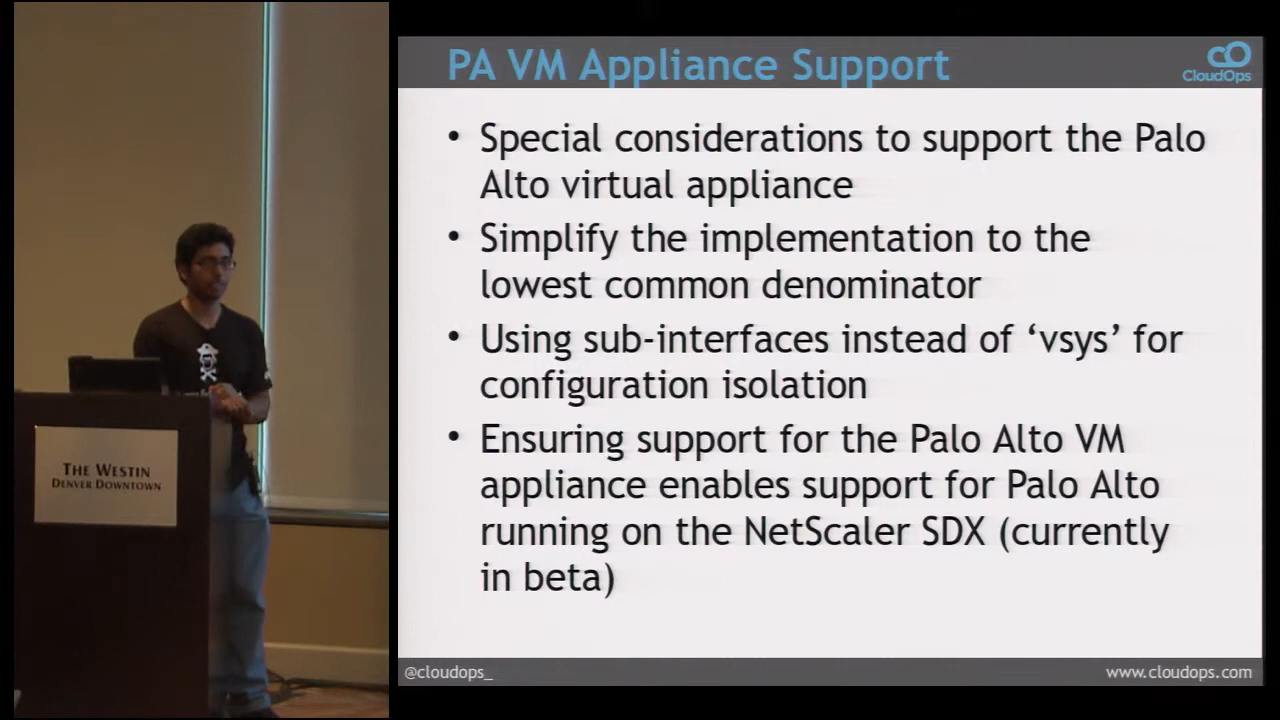 PA VM Appliance Support
CloudOps
• Special considerations to support the Palo
Alto virtual appliance
• Simplify the implementation to the
lowest common denominator
• Using sub-interfaces instead of ‘vsys’ for
configuration isolation
• Ensuring support for the Palo Alto VM
appliance enables support for Palo Alto
running on the NetScaler SDX (currently
in beta)
@cloudops_
www.cloudops.com
THE WESTIN
DENVER DOWNTOWN